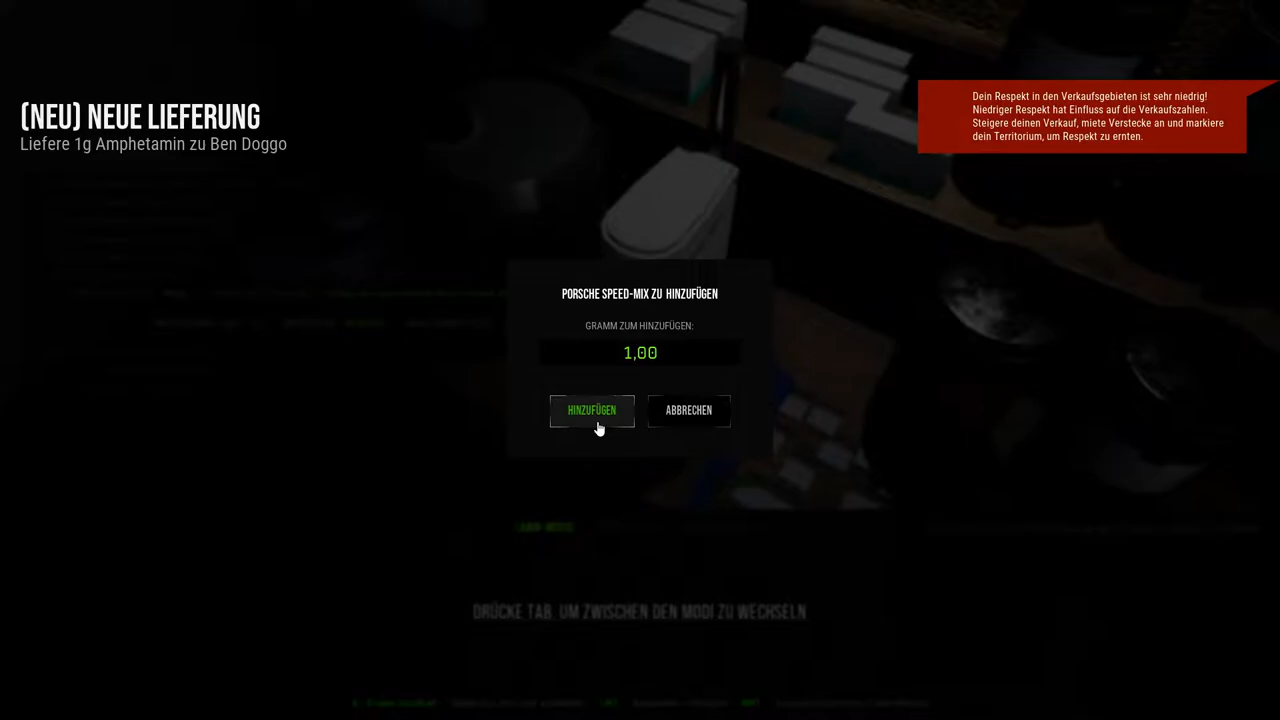 (NEU) NEUE LIEFERUNG
Liefere 1g Amphetamin zu Ben Doggo
Dein Respekt in den Verkaufsgebieten ist sehr niedrig!
Niedriger Respekt hat Einfluss auf die Verkaufszahlen.
Steigere deinen Verkauf, miete Verstecke an und markiere
dein Territorium, um Respekt zu ernten.
PORSCHE SPEED-MIX ZU HINZUFÜGEN
GRAMM ZUM HINZUFÜGEN:
1,00
HINZUFÜGEN
ABBRECHEN
DRÜCKE TAB, UM ZWISCHEN DEN MODI ZU WECHSELN